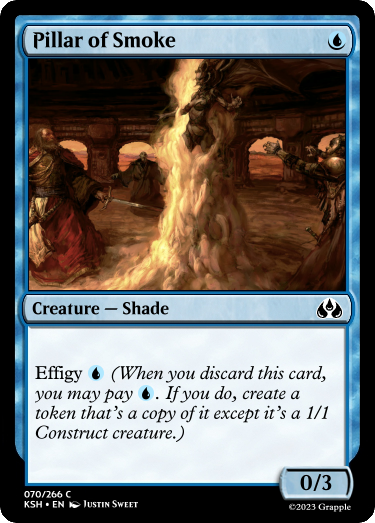 Pillar of Smoke
Creature — Shade
Effigy (When you discard this card,
you may pay . If you do, create a
token that's a copy of it except it's a 1/1
Construct creature.)
0/3
070/266 C
KSH • EN Justin Sweet
©2023 Grapple